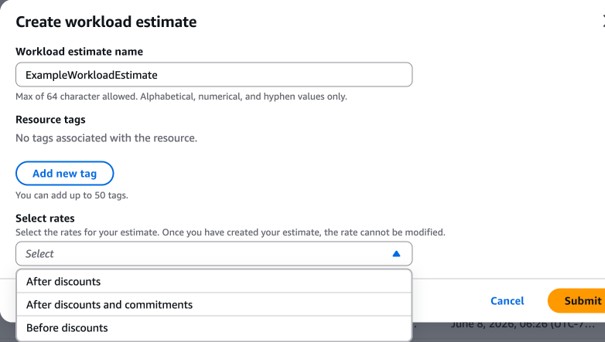 Create workload estimate
Workload estimate name
ExampleWorkloadEstimate
Max of 64 character allowed. Alphabetical, numerical, and hyphen values only.
Resource tags
No tags associated with the resource.
Add new tag
You can add up to 50 tags.
Select rates
Select the rates for your estimate. Once you have created your estimate, the rate cannot be modified.
Select
After discounts
After discounts and commitments
Before discounts
Cancel
Submit
June 8, 2026, 06:26 (UTC-7...